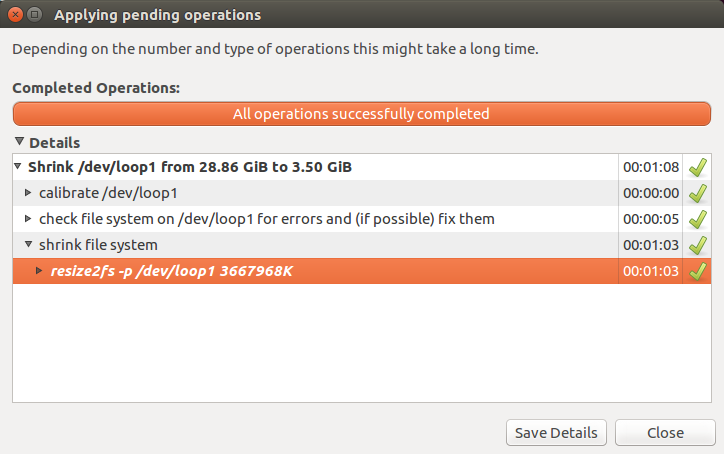 Applying pending operations
Depending on the number and type of operations this might take a long time.
Completed Operations:
All operations successfully completed
Details
Shrink /dev/loop1 from 28.86 GiB to 3.50 GiB 00:01:08
calibrate /dev/loop1 00:00:00
check file system on /dev/loop1 for errors and (if possible) fix them 00:00:05
shrink file system 00:01:03
resize2fs -p /dev/loop1 3667968K 00:01:03
Save Details Close